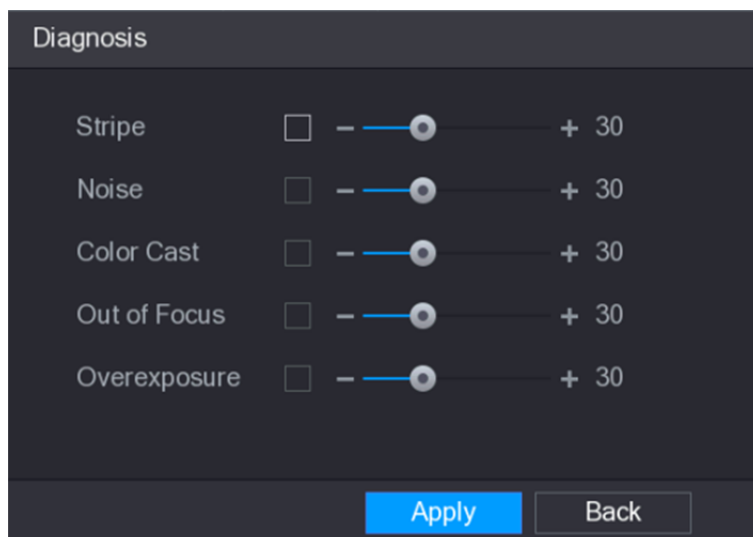 Diagnosis
Stripe - + 30
Noise - + 30
Color Cast - + 30
Out of Focus - + 30
Overexposure - + 30
Apply Back